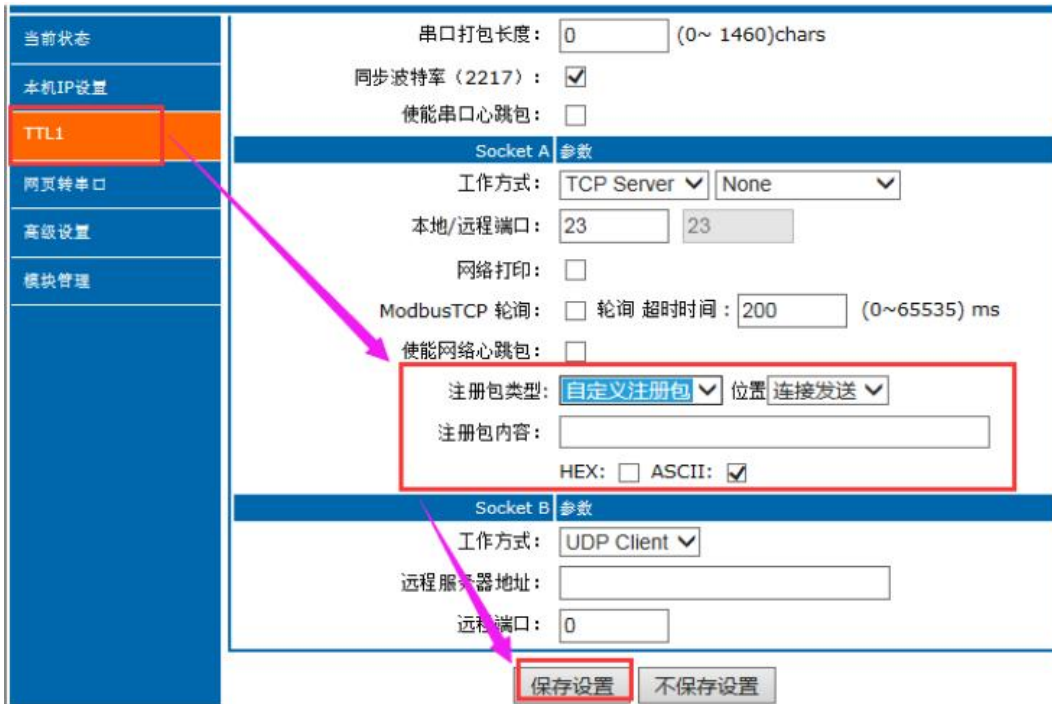 当前状态
本机IP设置
TTL1
网页转串口
高级设置
模块管理
串口打包长度： 0 (0~ 1460)chars
同步波特率（2217）：
使能串口心跳包：
Socket A 参数
工作方式： TCP Server None
本地/远程端口： 23 23
网络打印：
ModbusTCP 轮询： 轮询 超时时间： 200 (0~65535) ms
使能网络心跳包：
注册包类型: 自定义注册包 位置 连接发送
注册包内容：
HEX: ASCII:
Socket B 参数
工作方式： UDP Client
远程服务器地址：
远程端口： 0
保存设置 不保存设置